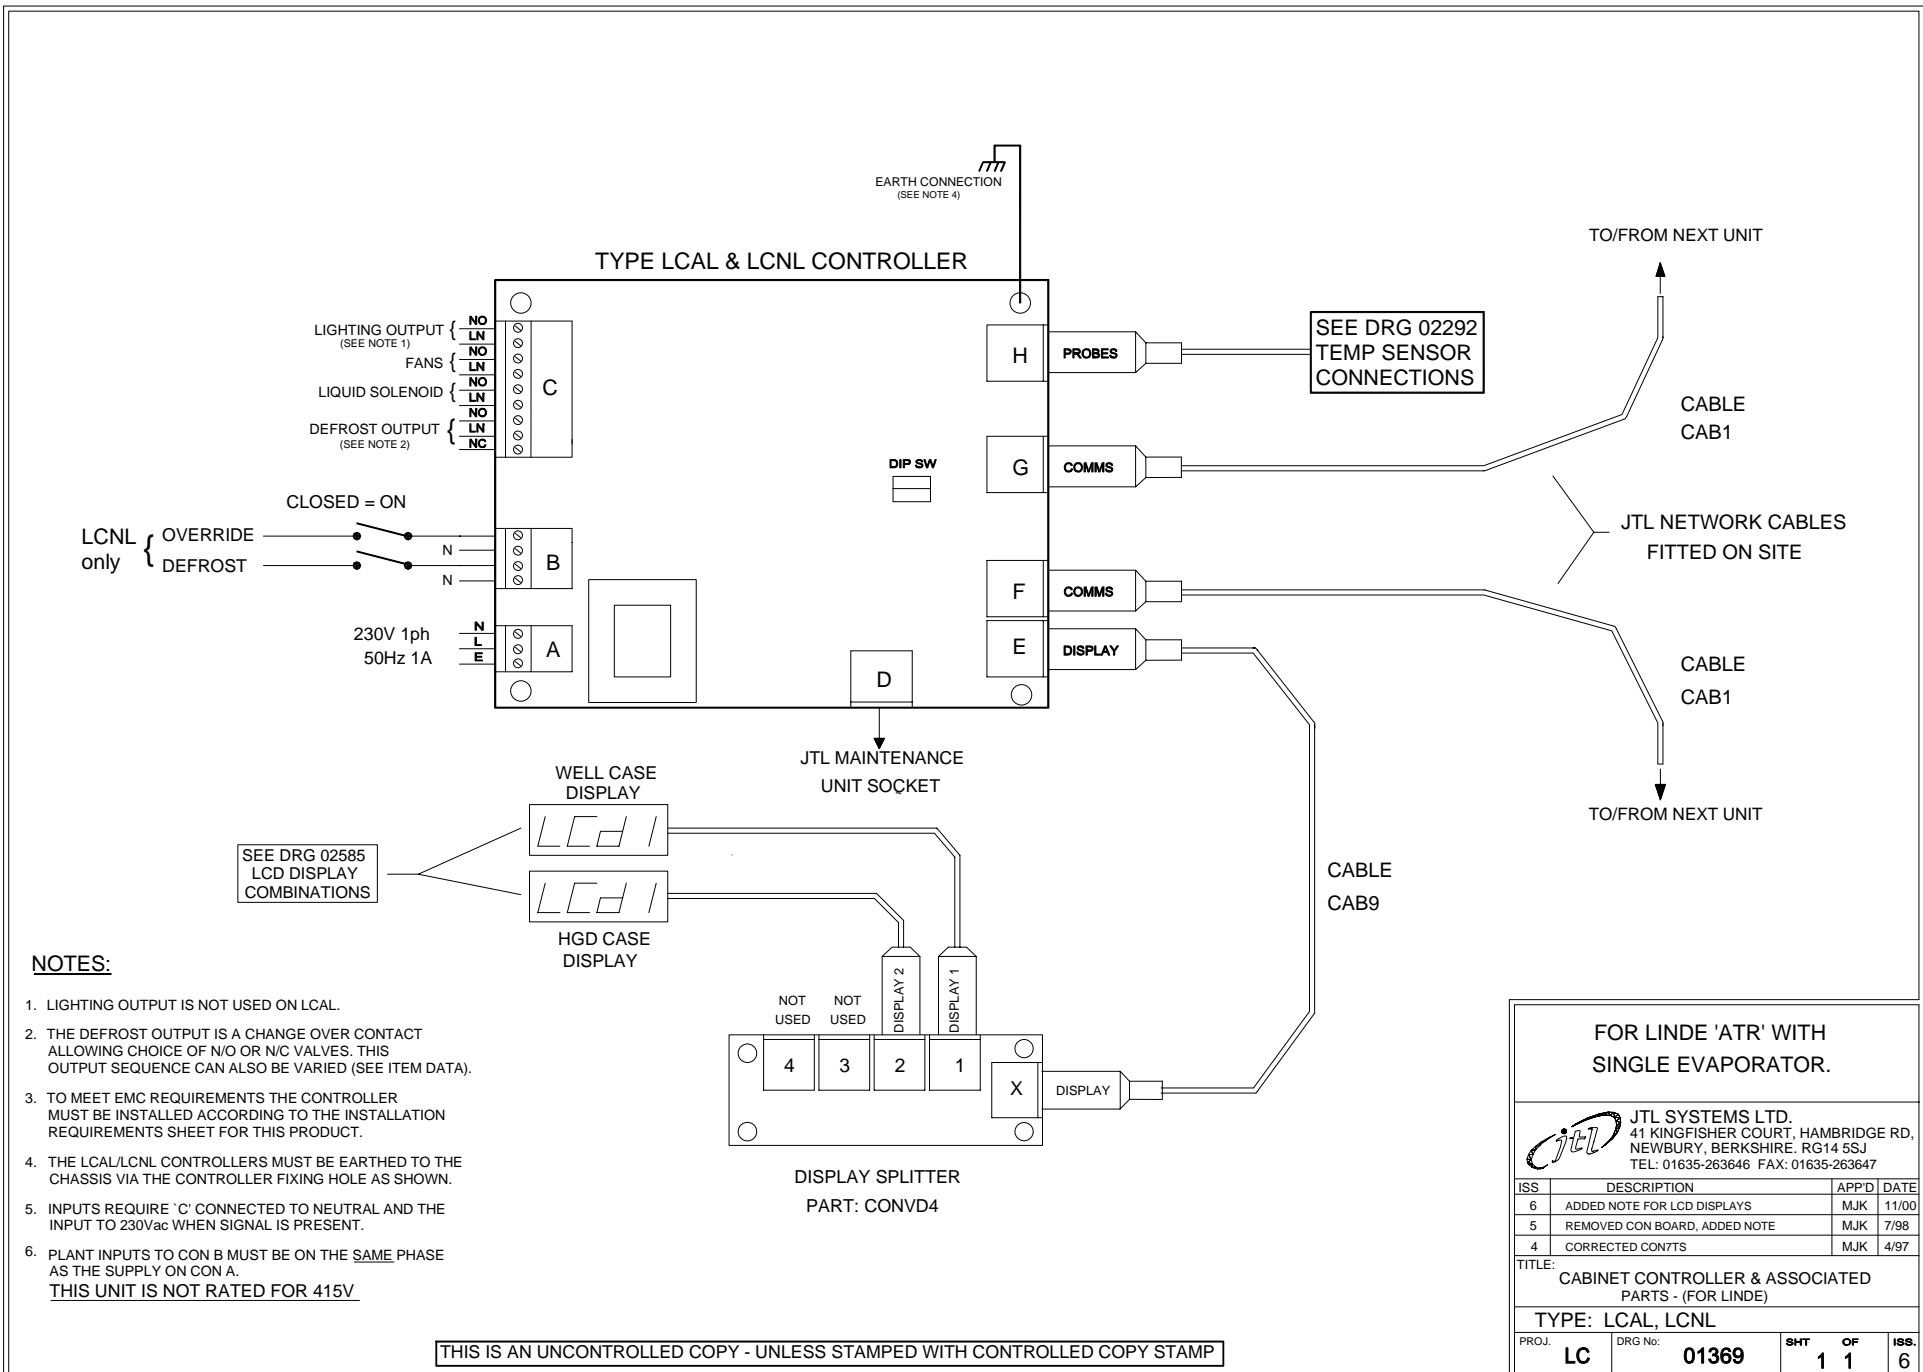 EARTH CONNECTION
(SEE NOTE 4)
TYPE LCAL & LCNL CONTROLLER
TO/FROM NEXT UNIT
LIGHTING OUTPUT {
(SEE NOTE 1)
NO
LN
FANS {
NO
LN
LIQUID SOLENOID {
NO
LN
DEFROST OUTPUT {
(SEE NOTE 2)
NO
LN
NC
C
H
PROBES
SEE DRG 02292
TEMP SENSOR
CONNECTIONS
CABLE
CAB1
DIP SW
G
COMMS
CLOSED = ON
LCNL
only
{
OVERRIDE
N
DEFROST
N
B
JTL NETWORK CABLES
FITTED ON SITE
F
COMMS
230V 1ph
50Hz 1A
N
L
E
A
E
DISPLAY
D
CABLE
CAB1
JTL MAINTENANCE
UNIT SOCKET
TO/FROM NEXT UNIT
WELL CASE
DISPLAY
LCd 1
SEE DRG 02585
LCD DISPLAY
COMBINATIONS
LCd 1
HGD CASE
DISPLAY
CABLE
CAB9
NOT
USED
NOT
USED
DISPLAY 2
DISPLAY 1
4
3
2
1
X
DISPLAY
DISPLAY SPLITTER
PART: CONVD4
NOTES:
1. LIGHTING OUTPUT IS NOT USED ON LCAL.
2. THE DEFROST OUTPUT IS A CHANGE OVER CONTACT
ALLOWING CHOICE OF N/O OR N/C VALVES. THIS
OUTPUT SEQUENCE CAN ALSO BE VARIED (SEE ITEM DATA).
3. TO MEET EMC REQUIREMENTS THE CONTROLLER
MUST BE INSTALLED ACCORDING TO THE INSTALLATION
REQUIREMENTS SHEET FOR THIS PRODUCT.
4. THE LCAL/LCNL CONTROLLERS MUST BE EARTHED TO THE
CHASSIS VIA THE CONTROLLER FIXING HOLE AS SHOWN.
5. INPUTS REQUIRE `C' CONNECTED TO NEUTRAL AND THE
INPUT TO 230Vac WHEN SIGNAL IS PRESENT.
6. PLANT INPUTS TO CON B MUST BE ON THE SAME PHASE
AS THE SUPPLY ON CON A.
THIS UNIT IS NOT RATED FOR 415V
THIS IS AN UNCONTROLLED COPY - UNLESS STAMPED WITH CONTROLLED COPY STAMP
FOR LINDE 'ATR' WITH
SINGLE EVAPORATOR.
jtl
JTL SYSTEMS LTD.
41 KINGFISHER COURT, HAMBRIDGE RD,
NEWBURY, BERKSHIRE. RG14 5SJ
TEL: 01635-263646 FAX: 01635-263647
ISS DESCRIPTION APP'D DATE
6 ADDED NOTE FOR LCD DISPLAYS MJK 11/00
5 REMOVED CON BOARD, ADDED NOTE MJK 7/98
4 CORRECTED CON7TS MJK 4/97
TITLE:
CABINET CONTROLLER & ASSOCIATED
PARTS - (FOR LINDE)
TYPE: LCAL, LCNL
PROJ. LC DRG No: 01369 SHT 1 OF 1 ISS. 6